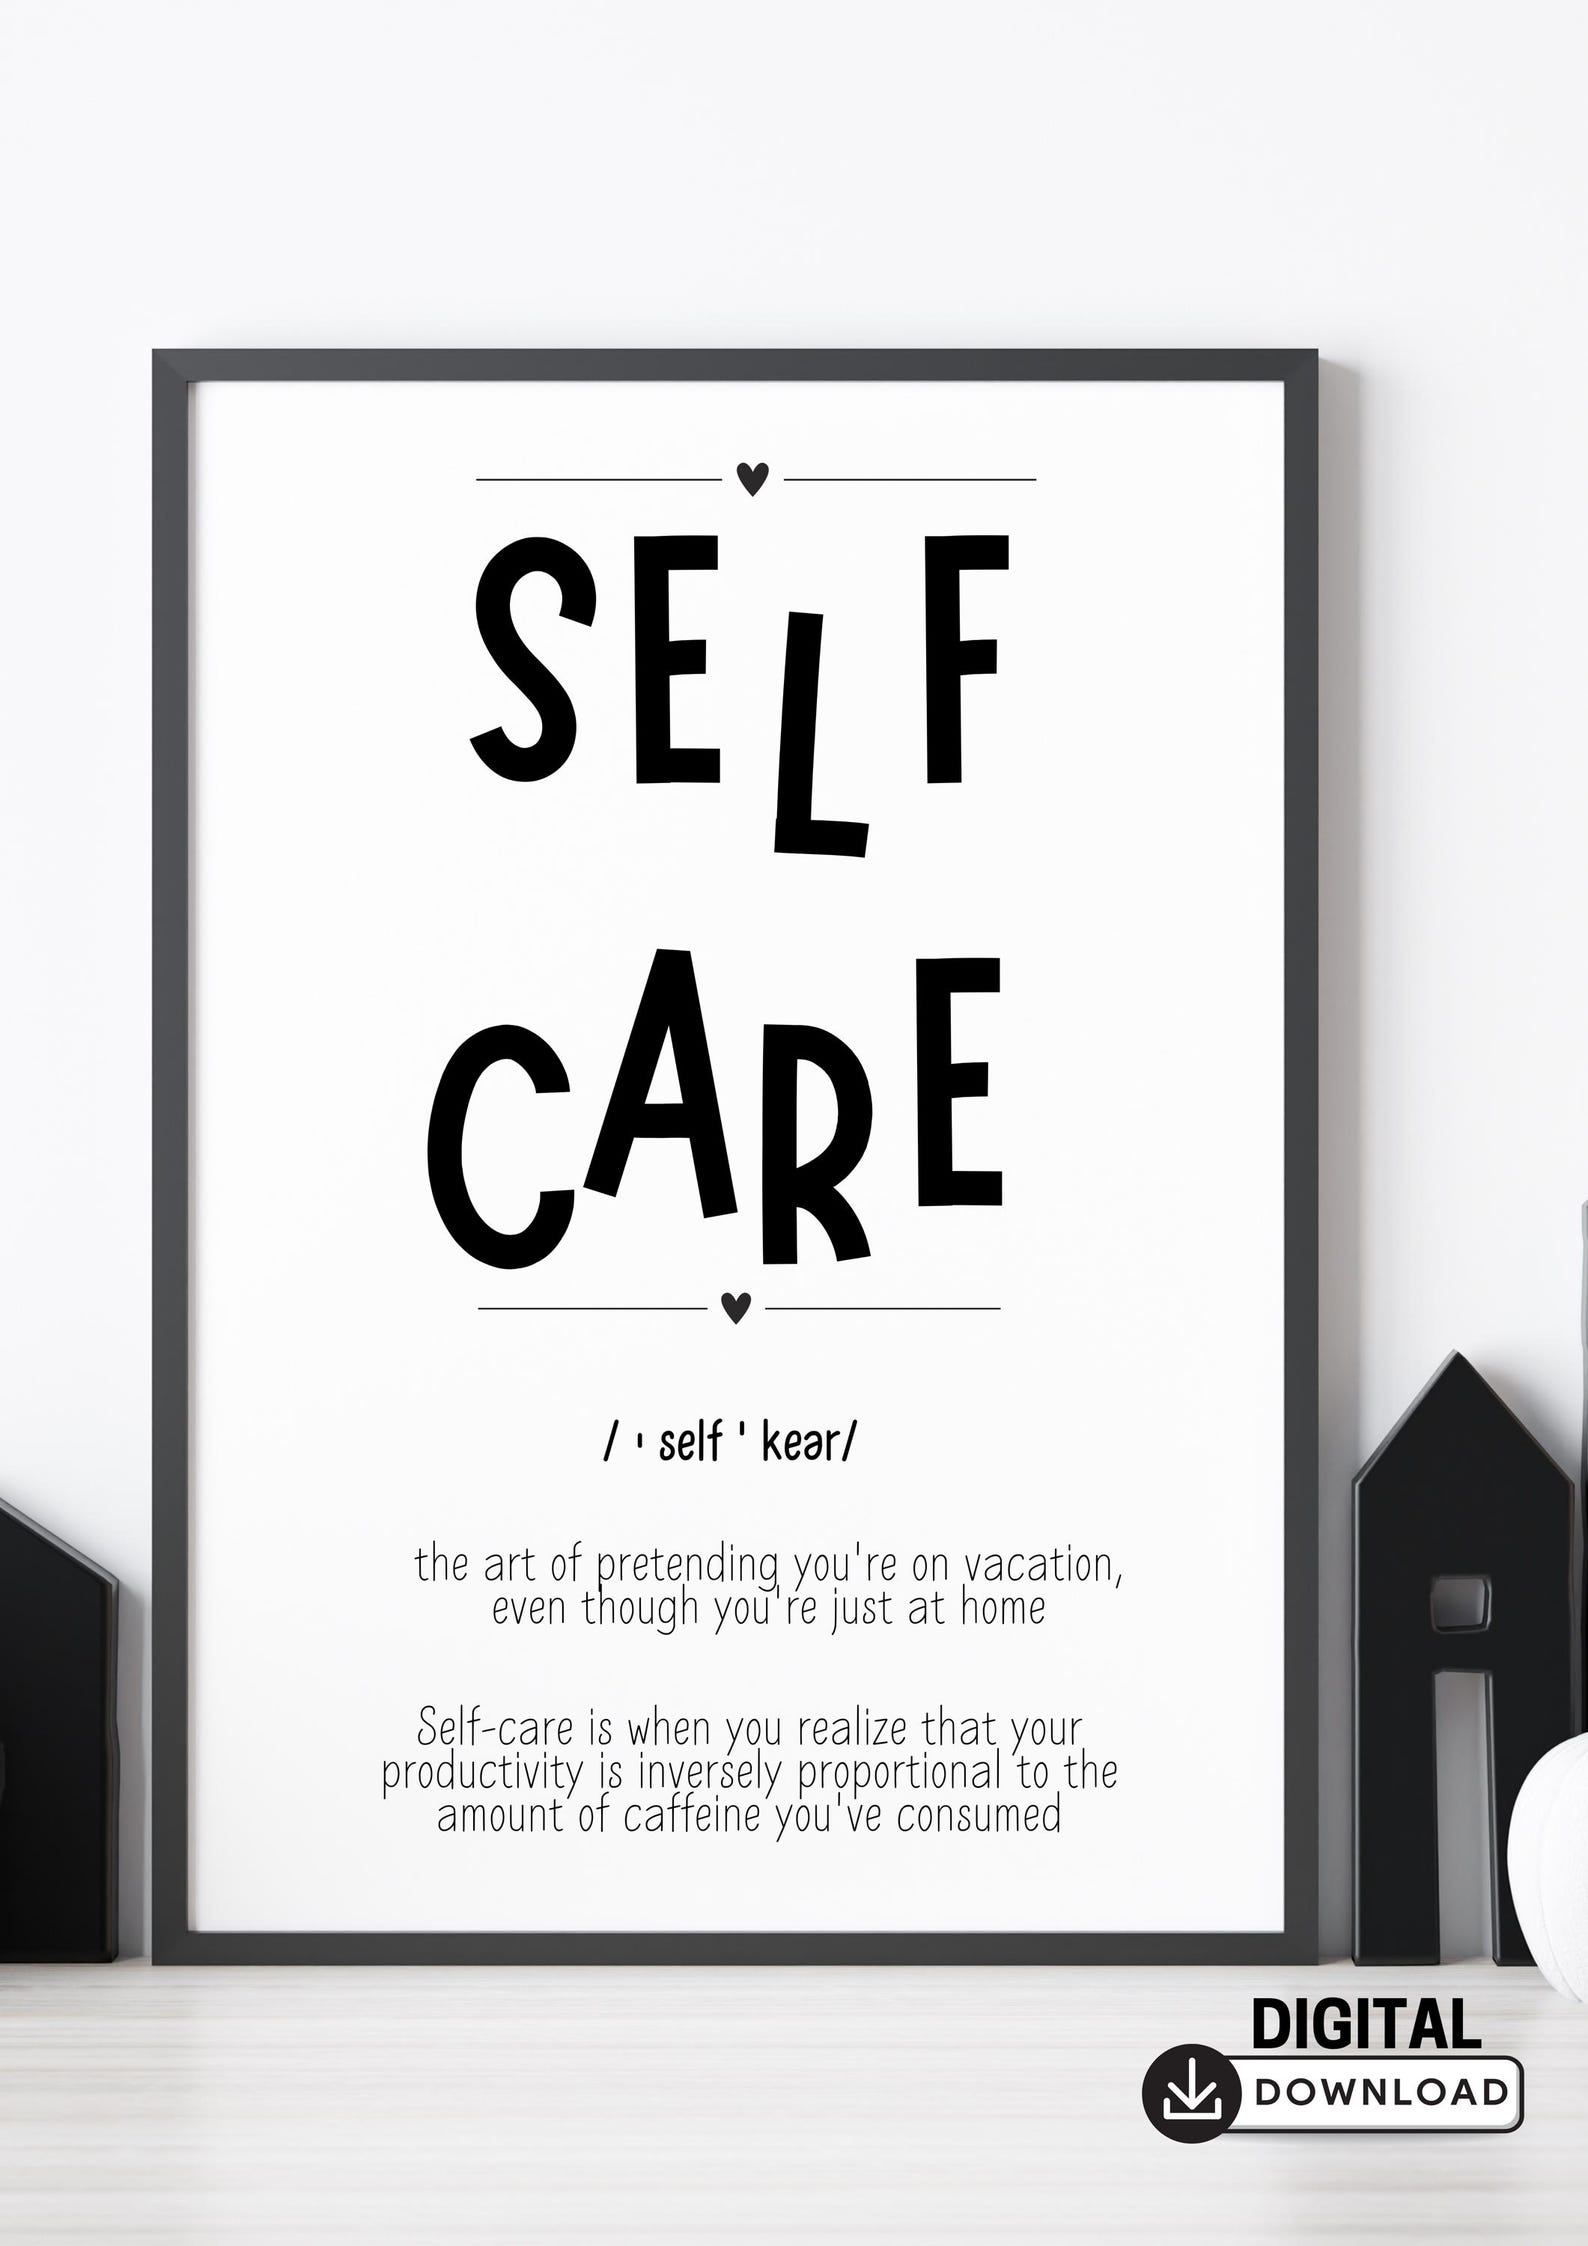 SELF
CARE
/ ˈ self ˈ keər/
the art of pretending you're on vacation,
even though you're just at home
Self-care is when you realize that your
productivity is inversely proportional to the
amount of caffeine you've consumed
DIGITAL
DOWNLOAD